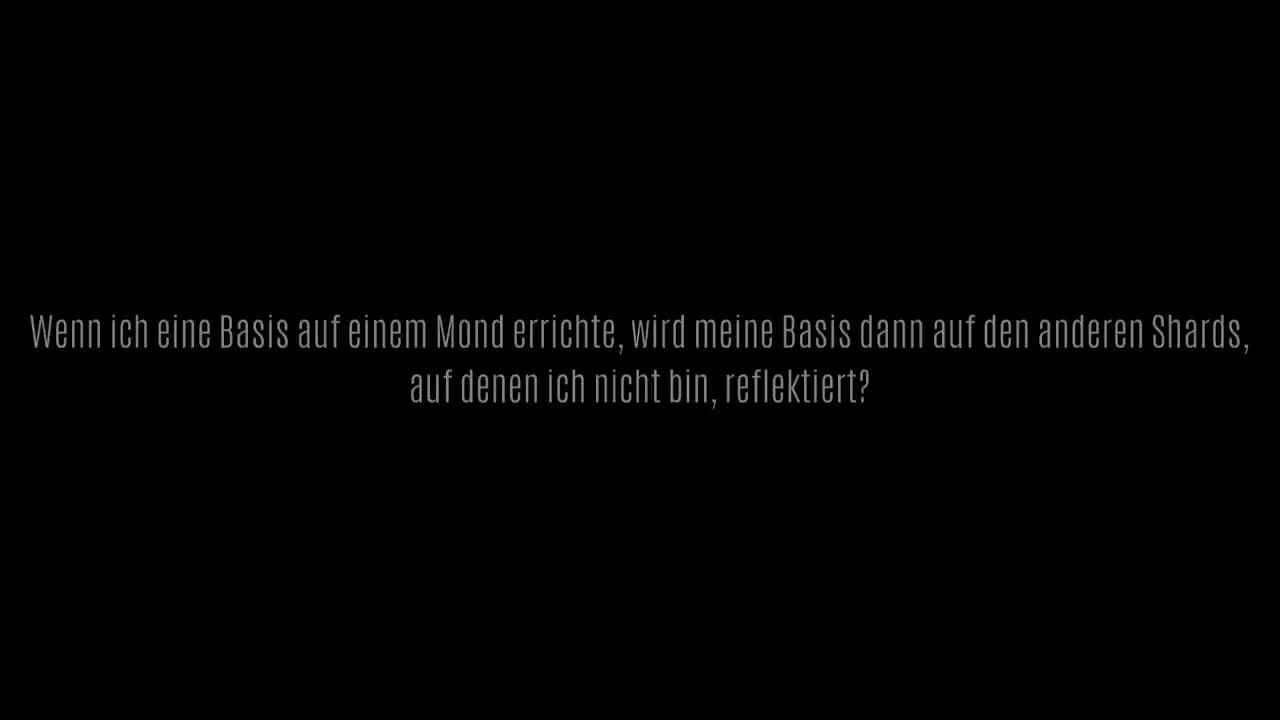 Wenn ich eine Basis auf einem Mond errichte, wird meine Basis dann auf den anderen Shards,
auf denen ich nicht bin, reflektiert?